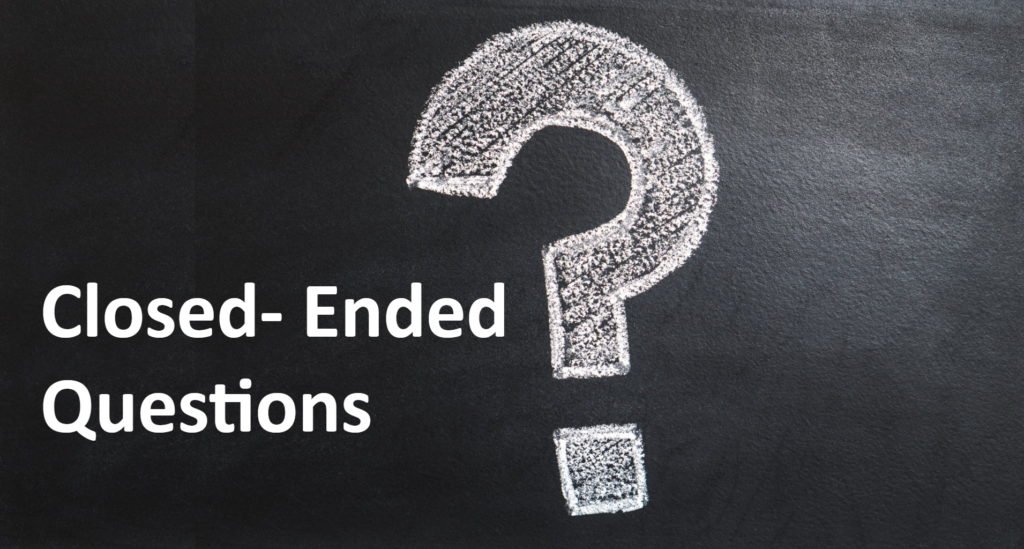 Closed- Ended
Questions
?